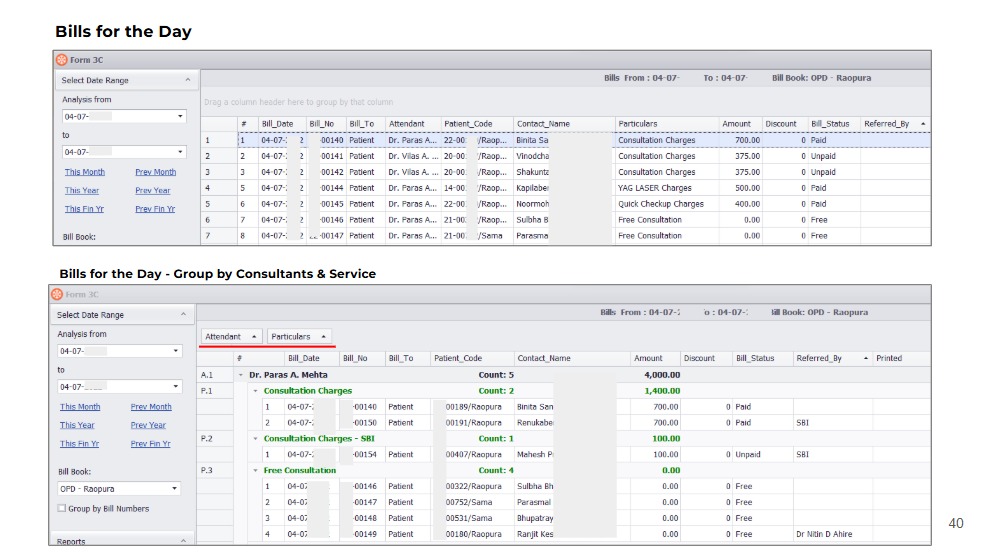 Bills for the Day
Form 3C
Select Date Range
Bills From : 04-07- To : 04-07- Bill Book: OPD - Raopura
Analysis from
04-07-
to
04-07-
This Month Prev Month
This Year Prev Year
This Fin Yr Prev Fin Yr
Bill Book:
Drag a column header here to group by that column
# Bill_Date Bill_No Bill_To Attendant Patient_Code Contact_Name Particulars Amount Discount Bill_Status Referred_By
1 1 04-07- 2 -00140 Patient Dr. Paras A... 22-00 /Raop... Binita Sa Consultation Charges 700.00 0 Paid
2 2 04-07- 2 -00141 Patient Dr. Vilas A. ... 20-00 /Raop... Vinodcha Consultation Charges 375.00 0 Unpaid
3 3 04-07- 2 -00142 Patient Dr. Vilas A. ... 20-00 /Raop... Shakunta Consultation Charges 375.00 0 Unpaid
4 5 04-07- 2 -00144 Patient Dr. Paras A... 14-00 /Raop... Kapilaber YAG LASER Charges 500.00 0 Paid
5 6 04-07- 2 -00145 Patient Dr. Paras A... 22-00 /Raop... Noormoh Quick Checkup Charges 400.00 0 Paid
6 7 04-07- 2 -00146 Patient Dr. Paras A... 21-00 /Raop... Sulbha B Free Consultation 0.00 0 Free
7 8 04-07- 2 22-00147 Patient Dr. Paras A... 21-00 /Sama Parasma Free Consultation 0.00 0 Free
Bills for the Day - Group by Consultants & Service
Form 3C
Select Date Range
Bills From : 04-07- To : 04-07- Bill Book: OPD - Raopura
Analysis from
04-07-
to
04-07-
This Month Prev Month
This Year Prev Year
This Fin Yr Prev Fin Yr
Bill Book:
OPD - Raopura
Group by Bill Numbers
Reports
Attendant Particulars
# Bill_Date Bill_No Bill_To Patient_Code Contact_Name Amount Discount Bill_Status Referred_By Printed
A.1 Dr. Paras A. Mehta Count: 5 4,000.00
P.1 Consultation Charges Count: 2 1,400.00
1 04-07- -00140 Patient 00189/Raopura Binita San 700.00 0 Paid
2 04-07- -00150 Patient 00191/Raopura Renukabe 700.00 0 Paid SBI
P.2 Consultation Charges - SBI Count: 1 100.00
1 04-07- -00154 Patient 00407/Raopura Mahesh P 100.00 0 Unpaid SBI
P.3 Free Consultation Count: 4 0.00
1 04-07 -00146 Patient 00322/Raopura Sulbha Bh 0.00 0 Free
2 04-07 -00147 Patient 00752/Sama Parasmal 0.00 0 Free
3 04-07 -00148 Patient 00531/Sama Bhupatray 0.00 0 Free
4 04-07 -00149 Patient 00180/Raopura Ranjit Kes 0.00 0 Free Dr Nitin D Ahire
40